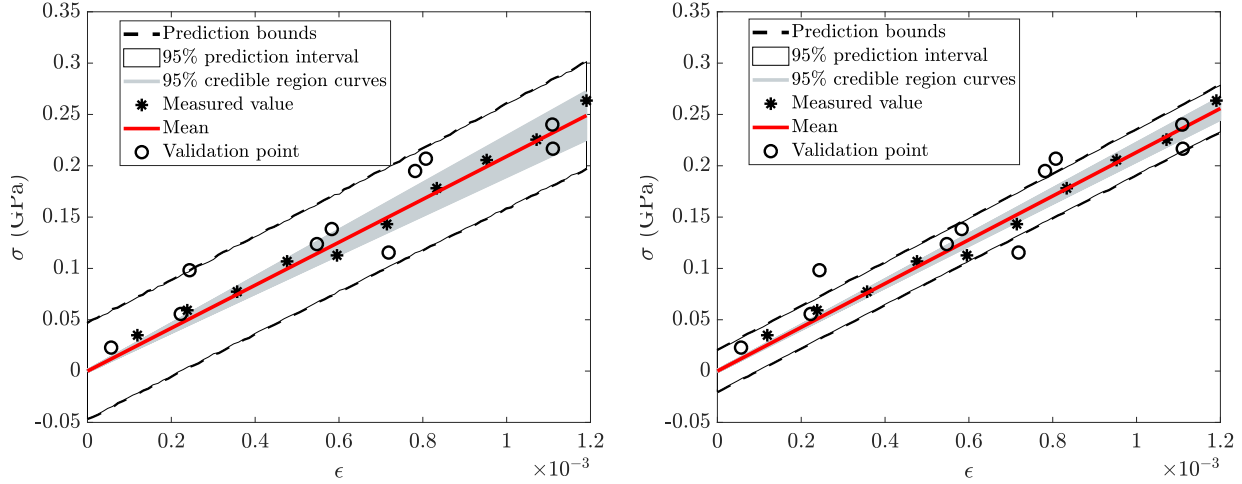 0.35
0.3
0.25
0.2
0.15
0.1
0.05
0
-0.05
σ (GPa)
Prediction bounds
95% prediction interval
95% credible region curves
Measured value
Mean
Validation point
0 0.2 0.4 0.6 0.8 1 1.2
×10⁻³
ϵ
0.35
0.3
0.25
0.2
0.15
0.1
0.05
0
-0.05
σ (GPa)
Prediction bounds
95% prediction interval
95% credible region curves
Measured value
Mean
Validation point
0 0.2 0.4 0.6 0.8 1 1.2
×10⁻³
ϵ